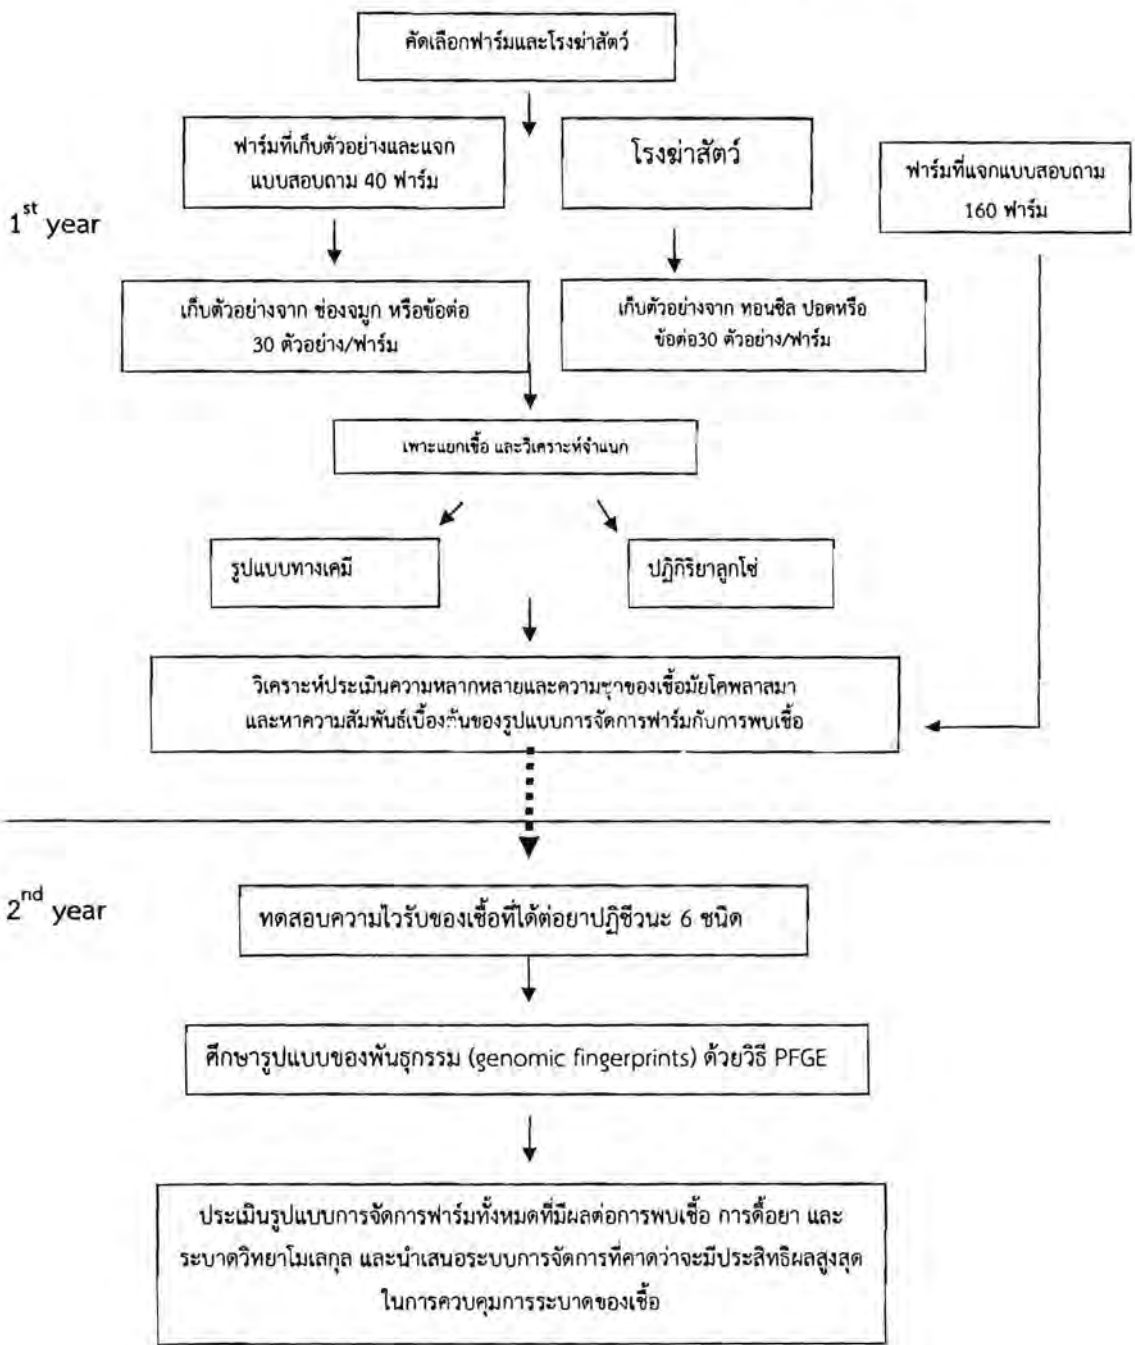 คัดเลือกฟาร์มและโรงฆ่าสัตว์
ฟาร์มที่เก็บตัวอย่างและแจก
แบบสอบถาม 40 ฟาร์ม
โรงฆ่าสัตว์
ฟาร์มที่แจกแบบสอบถาม
160 ฟาร์ม
1st year
เก็บตัวอย่างจาก ช่องจมูก หรือข้อต่อ
30 ตัวอย่าง/ฟาร์ม
เก็บตัวอย่างจาก ทอนซิล ปอดหรือ
ข้อต่อ30 ตัวอย่าง/ฟาร์ม
เพาะแยกเชื้อ และวิเคราะห์จำแนก
รูปแบบทางเคมี
ปฏิกิริยาลูกโซ่
วิเคราะห์ประเมินความหลากหลายและความชุกของเชื้อมัยโคพลาสมา
และหาความสัมพันธ์เบื้องต้นของรูปแบบการจัดการฟาร์มกับการพบเชื้อ
2nd year
ทดสอบความไวรับของเชื้อที่ได้ต่อยาปฏิชีวนะ 6 ชนิด
ศึกษารูปแบบของพันธุกรรม (genomic fingerprints) ด้วยวิธี PFGE
ประเมินรูปแบบการจัดการฟาร์มทั้งหมดที่มีผลต่อการพบเชื้อ การดื้อยา และ
ระบาดวิทยาโมเลกุล และนำเสนอระบบการจัดการที่คาดว่าจะมีประสิทธิผลสูงสุด
ในการควบคุมการระบาดของเชื้อ